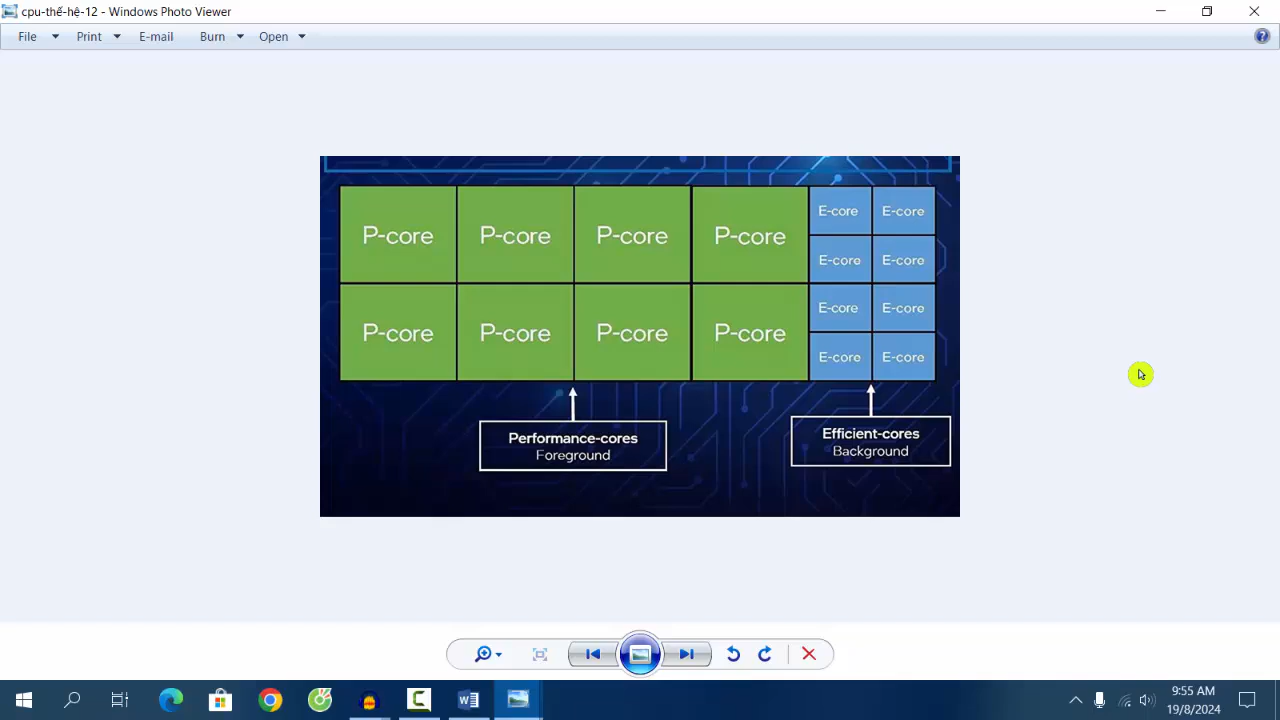 cpu-thế-hệ-12 - Windows Photo Viewer
File Print E-mail Burn Open
P-core P-core P-core P-core E-core E-core
E-core E-core
P-core P-core P-core P-core E-core E-core
E-core E-core
Performance-cores
Foreground
Efficient-cores
Background
9:55 AM
19/8/2024